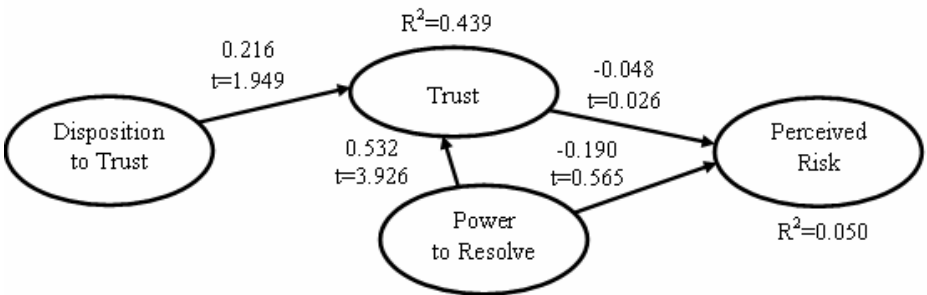 R²=0.439
0.216
t=1.949
Trust
-0.048
t=0.026
Disposition
to Trust
0.532
t=3.926
-0.190
t=0.565
Perceived
Risk
Power
to Resolve
R²=0.050